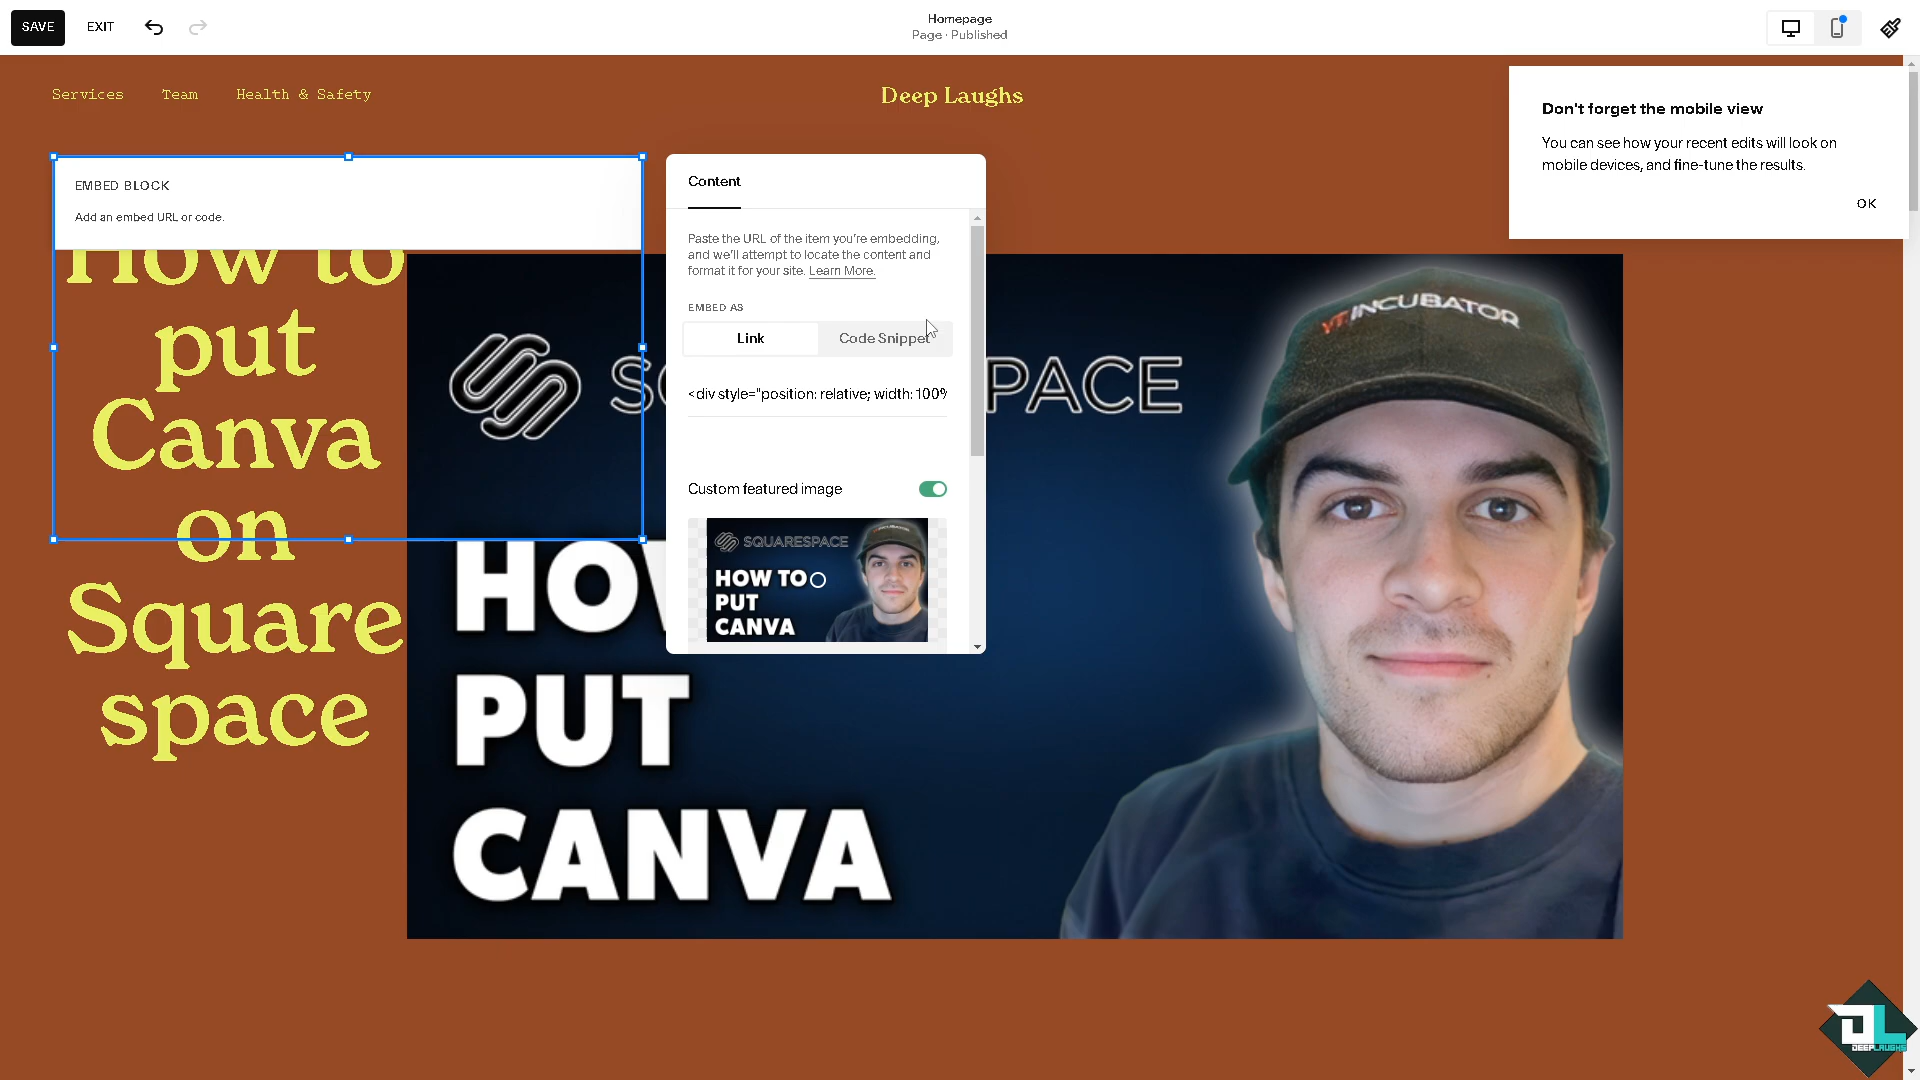 SAVE
EXIT
Homepage
Page · Published
Services
Team
Health & Safety
Deep Laughs
Don't forget the mobile view
You can see how your recent edits will look on
mobile devices, and fine-tune the results.
OK
EMBED BLOCK
Add an embed URL or code.
How to
put
Canva
on
Square
space
Content
Paste the URL of the item you're embedding,
and we'll attempt to locate the content and
format it for your site. Learn More.
EMBED AS
Link
Code Snippet
<div style="position: relative; width: 100%
Custom featured image
SQUARESPACE
HOW TO
PUT
CANVA
YT INCUBATOR
S
PACE
HOW
PUT
CANVA
DL
DEEPLAUGHS